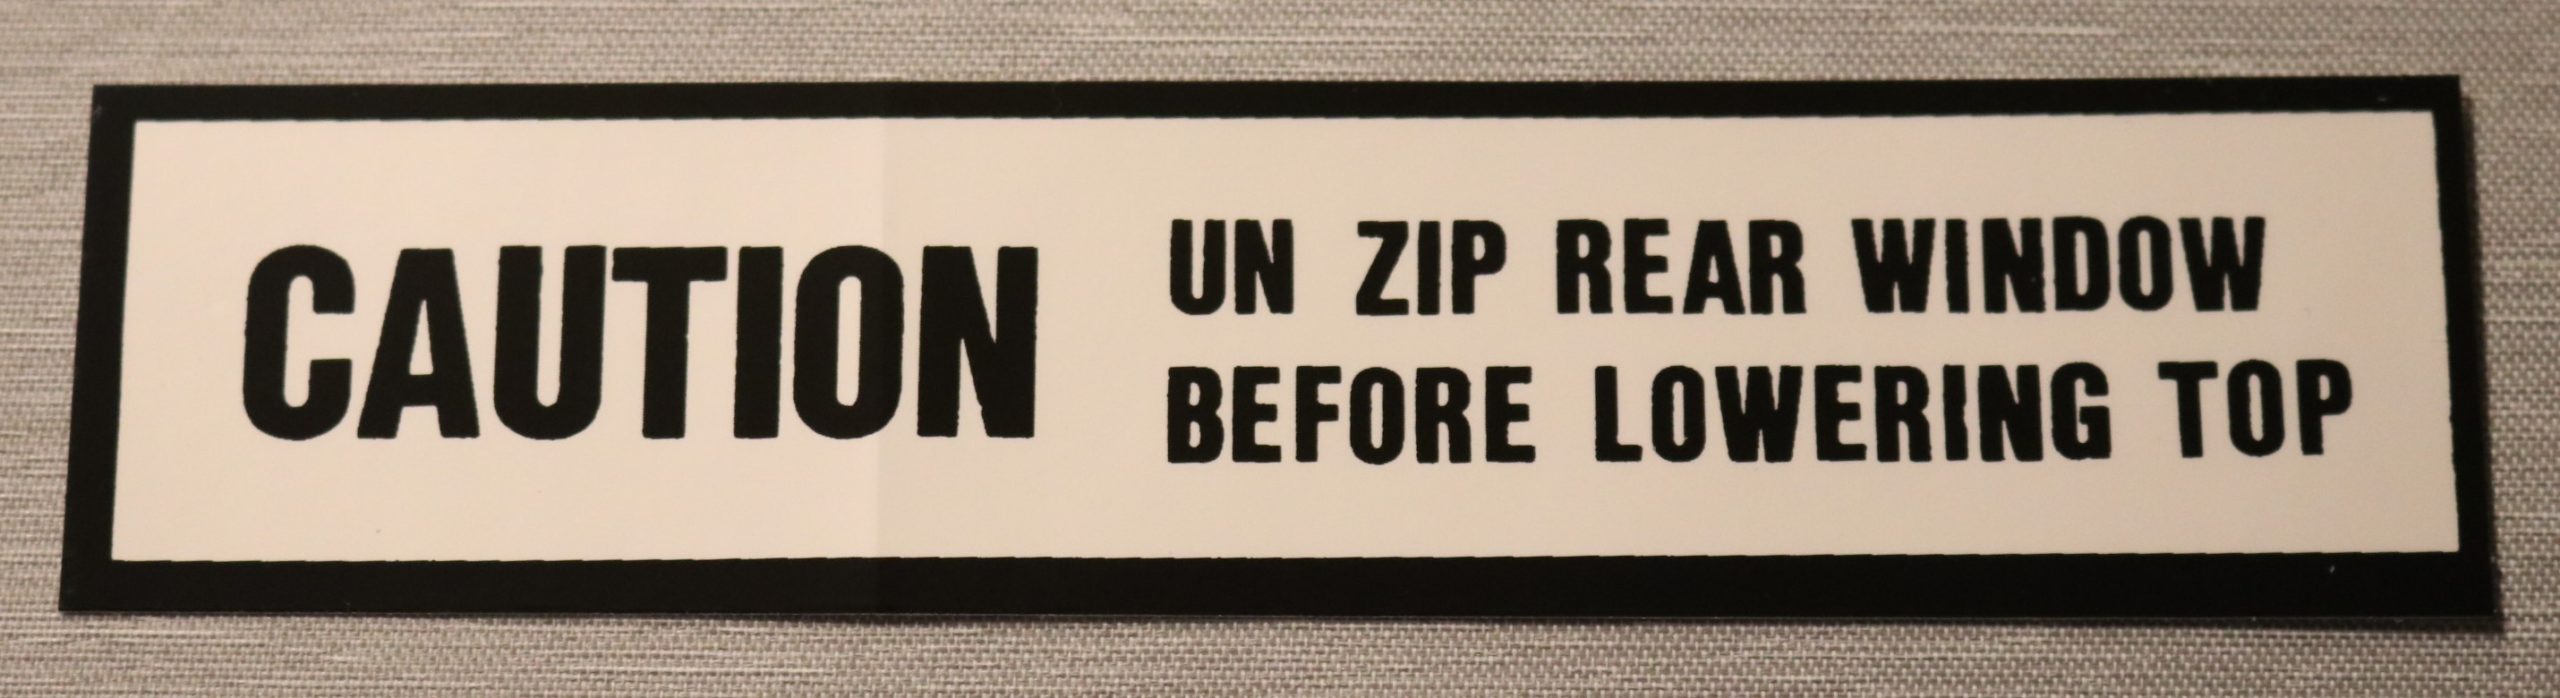 CAUTION
UN ZIP REAR WINDOW
BEFORE LOWERING TOP